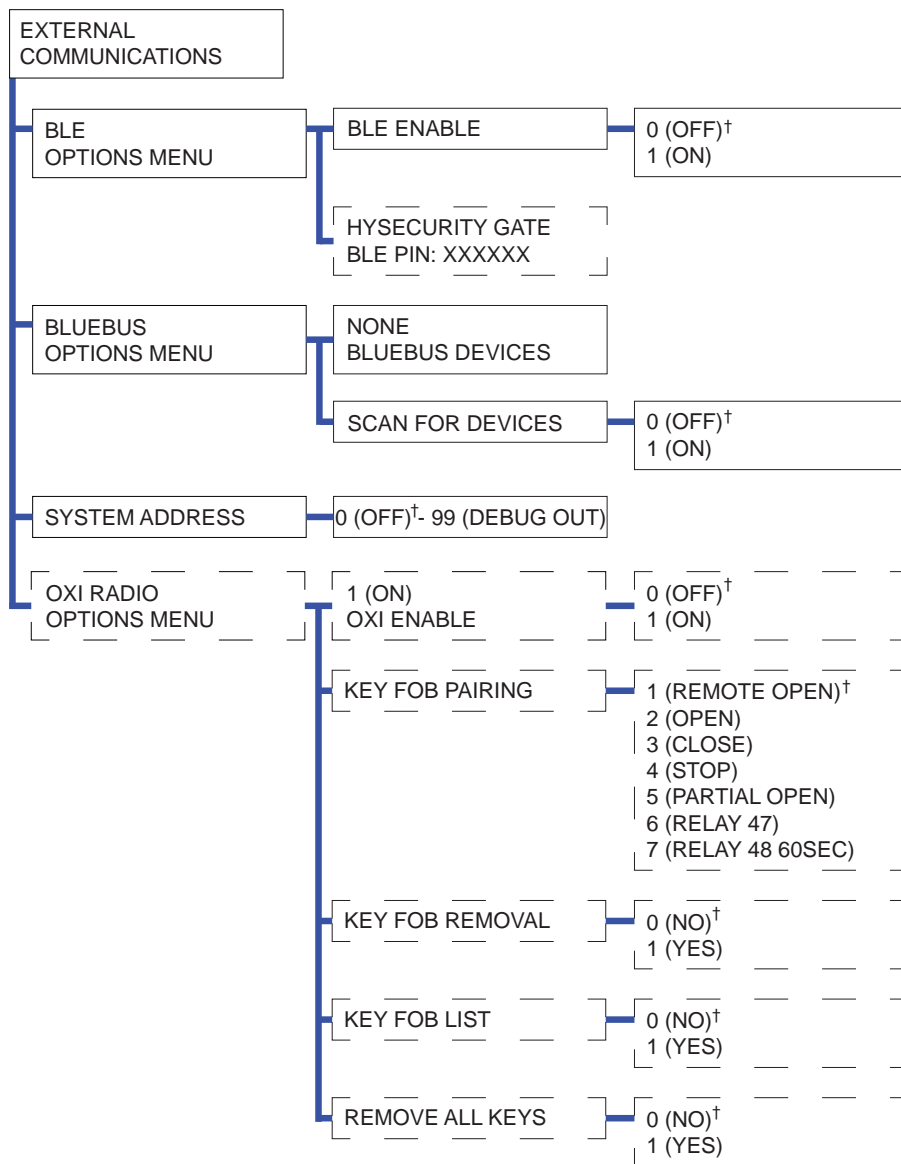 EXTERNAL
COMMUNICATIONS
BLE
OPTIONS MENU
BLE ENABLE
0 (OFF)†
1 (ON)
HYSECURITY GATE
BLE PIN: XXXXXX
BLUEBUS
OPTIONS MENU
NONE
BLUEBUS DEVICES
SCAN FOR DEVICES
0 (OFF)†
1 (ON)
SYSTEM ADDRESS
0 (OFF)†- 99 (DEBUG OUT)
OXI RADIO
OPTIONS MENU
1 (ON)
OXI ENABLE
0 (OFF)†
1 (ON)
KEY FOB PAIRING
1 (REMOTE OPEN)†
2 (OPEN)
3 (CLOSE)
4 (STOP)
5 (PARTIAL OPEN)
6 (RELAY 47)
7 (RELAY 48 60SEC)
KEY FOB REMOVAL
0 (NO)†
1 (YES)
KEY FOB LIST
0 (NO)†
1 (YES)
REMOVE ALL KEYS
0 (NO)†
1 (YES)